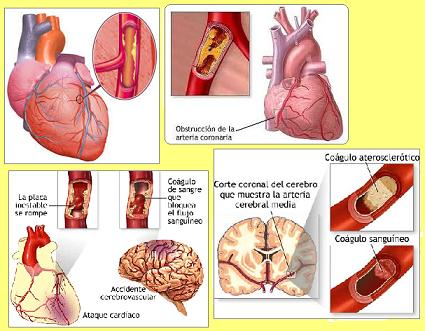 Obstrucción de la
arteria coronaria
La placa
inestable
se rompe
Coágulo
de sangre
que
bloquea
el flujo
sanguíneo
Accidente
cerebrovascular
Ataque cardíaco
Corte coronal del cerebro
que muestra la arteria
cerebral media
Coágulo aterosclerótico
Coágulo sanguíneo